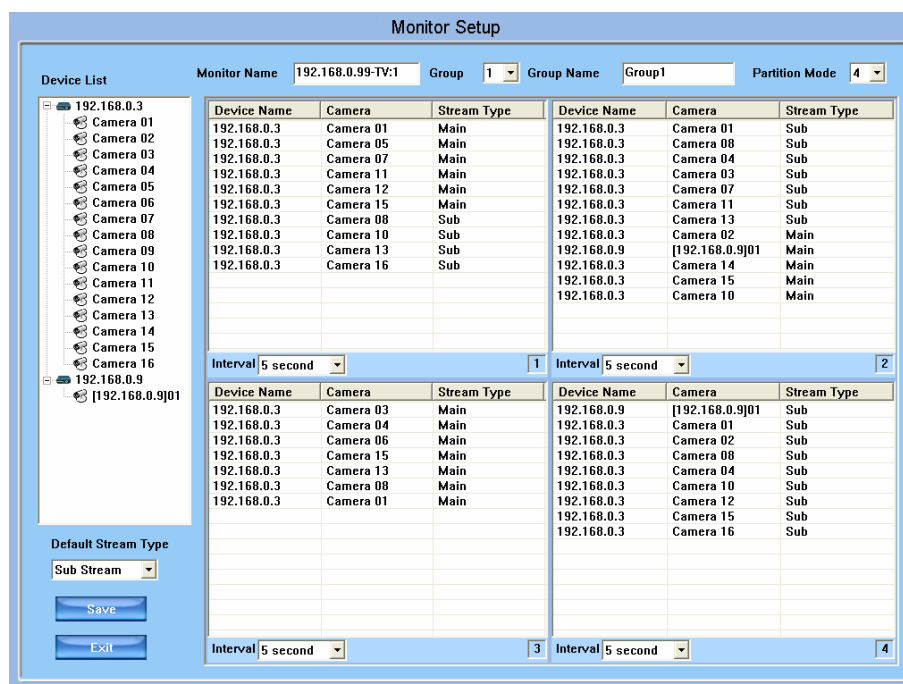 Monitor Setup
Monitor Name 192.168.0.99-TV:1 Group 1 Group Name Group1 Partition Mode 4
Device List
192.168.0.3
Camera 01
Camera 02
Camera 03
Camera 04
Camera 05
Camera 06
Camera 07
Camera 08
Camera 09
Camera 10
Camera 11
Camera 12
Camera 13
Camera 14
Camera 15
Camera 16
192.168.0.9
[192.168.0.9]01
Default Stream Type
Sub Stream
Save
Exit
Device Name Camera Stream Type
192.168.0.3 Camera 01 Main
192.168.0.3 Camera 05 Main
192.168.0.3 Camera 07 Main
192.168.0.3 Camera 11 Main
192.168.0.3 Camera 12 Main
192.168.0.3 Camera 15 Main
192.168.0.3 Camera 08 Sub
192.168.0.3 Camera 10 Sub
192.168.0.3 Camera 13 Sub
192.168.0.3 Camera 16 Sub
Interval 5 second 1
Device Name Camera Stream Type
192.168.0.3 Camera 01 Sub
192.168.0.3 Camera 08 Sub
192.168.0.3 Camera 04 Sub
192.168.0.3 Camera 03 Sub
192.168.0.3 Camera 07 Sub
192.168.0.3 Camera 11 Sub
192.168.0.3 Camera 13 Sub
192.168.0.3 Camera 02 Main
192.168.0.9 [192.168.0.9]01 Main
192.168.0.3 Camera 14 Main
192.168.0.3 Camera 15 Main
192.168.0.3 Camera 10 Main
Interval 5 second 2
Device Name Camera Stream Type
192.168.0.3 Camera 03 Main
192.168.0.3 Camera 04 Main
192.168.0.3 Camera 06 Main
192.168.0.3 Camera 15 Main
192.168.0.3 Camera 13 Main
192.168.0.3 Camera 08 Main
192.168.0.3 Camera 01 Main
Interval 5 second 3
Device Name Camera Stream Type
192.168.0.9 [192.168.0.9]01 Sub
192.168.0.3 Camera 01 Sub
192.168.0.3 Camera 02 Sub
192.168.0.3 Camera 08 Sub
192.168.0.3 Camera 04 Sub
192.168.0.3 Camera 10 Sub
192.168.0.3 Camera 12 Sub
192.168.0.3 Camera 15 Sub
192.168.0.3 Camera 16 Sub
Interval 5 second 4